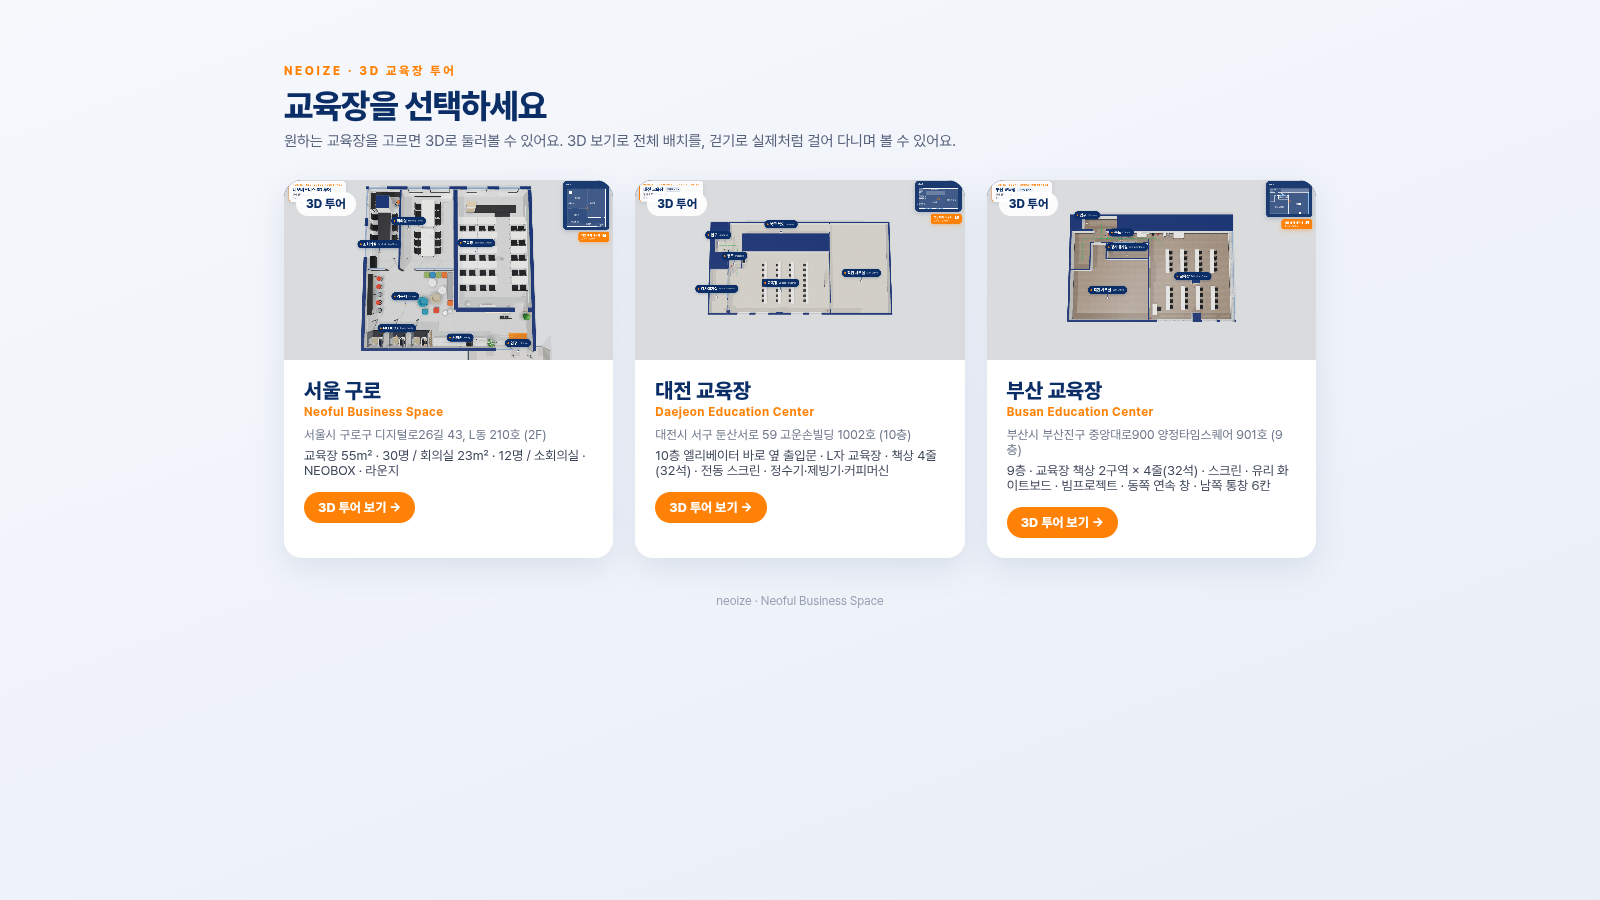 NEOIZE · 3D 교육장 투어
교육장을 선택하세요
원하는 교육장을 고르면 3D로 둘러볼 수 있어요. 3D 보기로 전체 배치를, 걷기로 실제처럼 걸어 다니며 볼 수 있어요.
3D 투어
서울 구로
Neoful Business Space
서울시 구로구 디지털로26길 43, L동 210호 (2F)
교육장 55m² · 30명 / 회의실 23m² · 12명 / 소회의실 ·
NEOBOX · 라운지
3D 투어 보기 →
3D 투어
대전 교육장
Daejeon Education Center
대전시 서구 둔산서로 59 고운손빌딩 1002호 (10층)
10층 엘리베이터 바로 옆 출입문 · L자 교육장 · 책상 4줄
(32석) · 전동 스크린 · 정수기·제빙기·커피머신
3D 투어 보기 →
3D 투어
부산 교육장
Busan Education Center
부산시 부산진구 중앙대로900 양정타임스퀘어 901호 (9
층)
9층 · 교육장 책상 2구역 × 4줄(32석) · 스크린 · 유리 화
이트보드 · 빔프로젝트 · 동쪽 연속 창 · 남쪽 통창 6칸
3D 투어 보기 →
neoize · Neoful Business Space